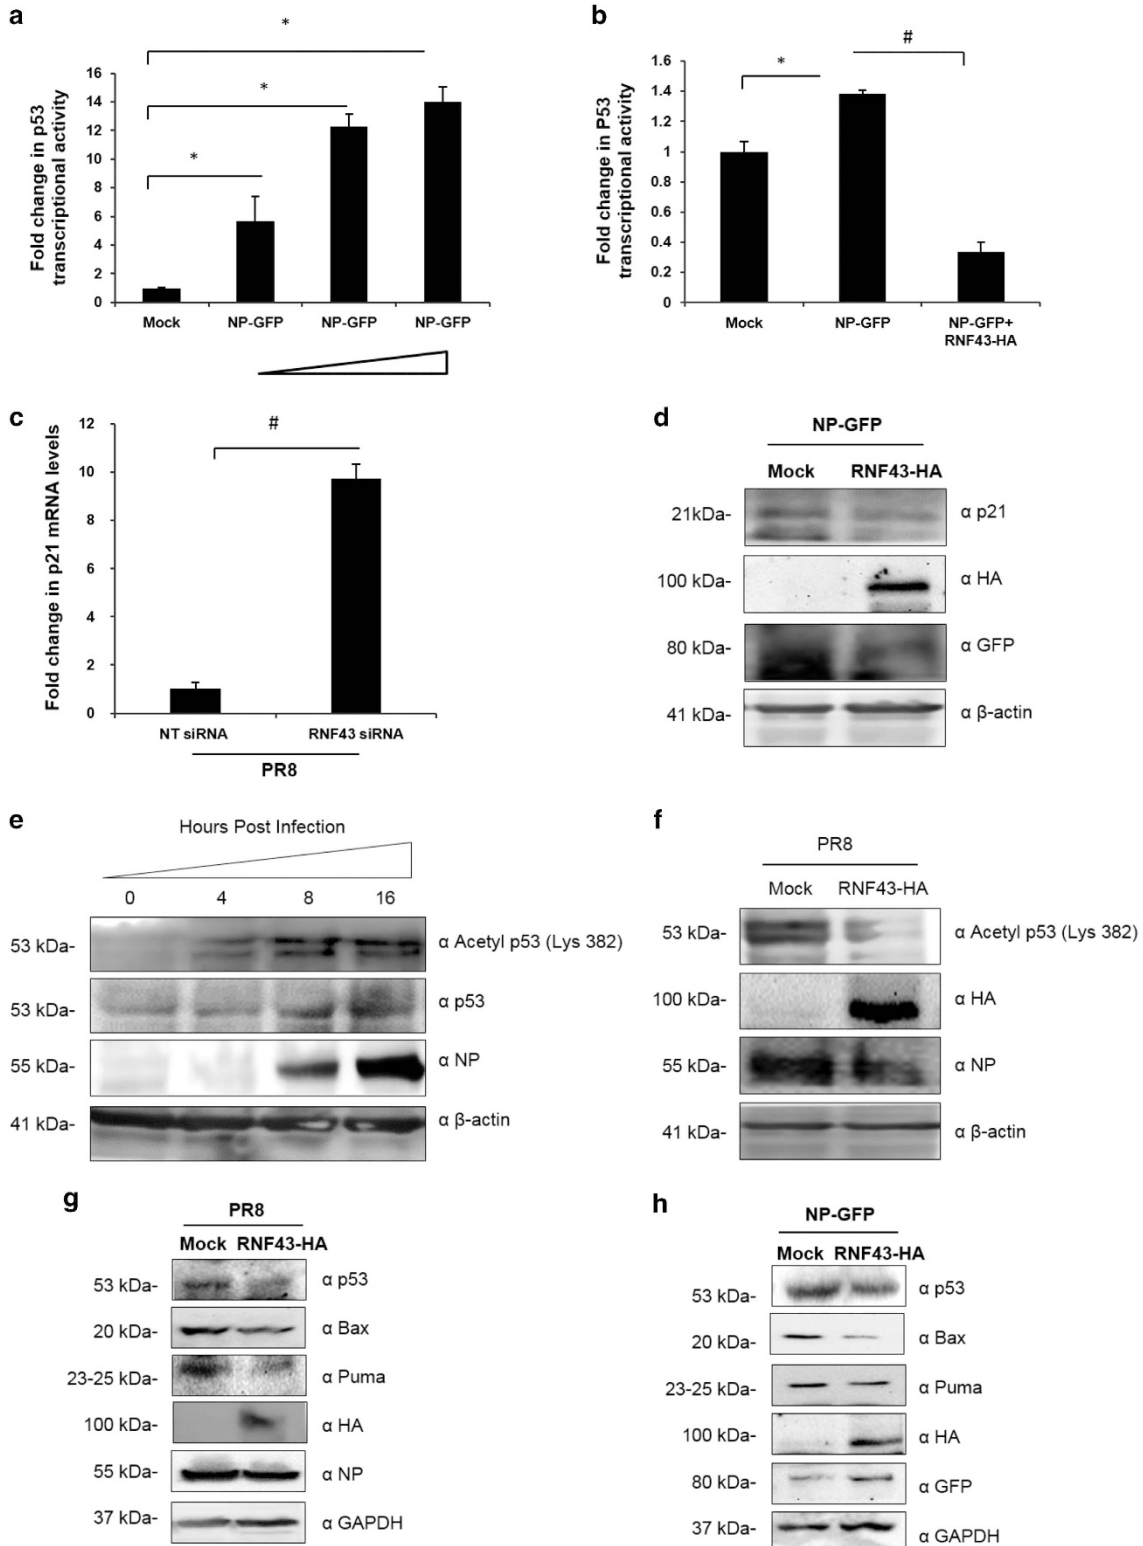 a
*
*
*
Fold change in p53
transcriptional activity
16
14
12
10
8
6
4
2
0
Mock
NP-GFP
NP-GFP
NP-GFP
b
*
#
Fold change in P53
transcriptional activity
1.6
1.4
1.2
1
0.8
0.6
0.4
0.2
0
Mock
NP-GFP
NP-GFP+
RNF43-HA
c
#
Fold change in p21 mRNA levels
12
10
8
6
4
2
0
NT siRNA
RNF43 siRNA
PR8
d
NP-GFP
Mock RNF43-HA
21kDa- α p21
100 kDa- α HA
80 kDa- α GFP
41 kDa- α β-actin
e
Hours Post Infection
0 4 8 16
53 kDa- α Acetyl p53 (Lys 382)
53 kDa- α p53
55 kDa- α NP
41 kDa- α β-actin
f
PR8
Mock RNF43-HA
53 kDa- α Acetyl p53 (Lys 382)
100 kDa- α HA
55 kDa- α NP
41 kDa- α β-actin
g
PR8
Mock RNF43-HA
53 kDa- α p53
20 kDa- α Bax
23-25 kDa- α Puma
100 kDa- α HA
55 kDa- α NP
37 kDa- α GAPDH
h
NP-GFP
Mock RNF43-HA
53 kDa- α p53
20 kDa- α Bax
23-25 kDa- α Puma
100 kDa- α HA
80 kDa- α GFP
37 kDa- α GAPDH